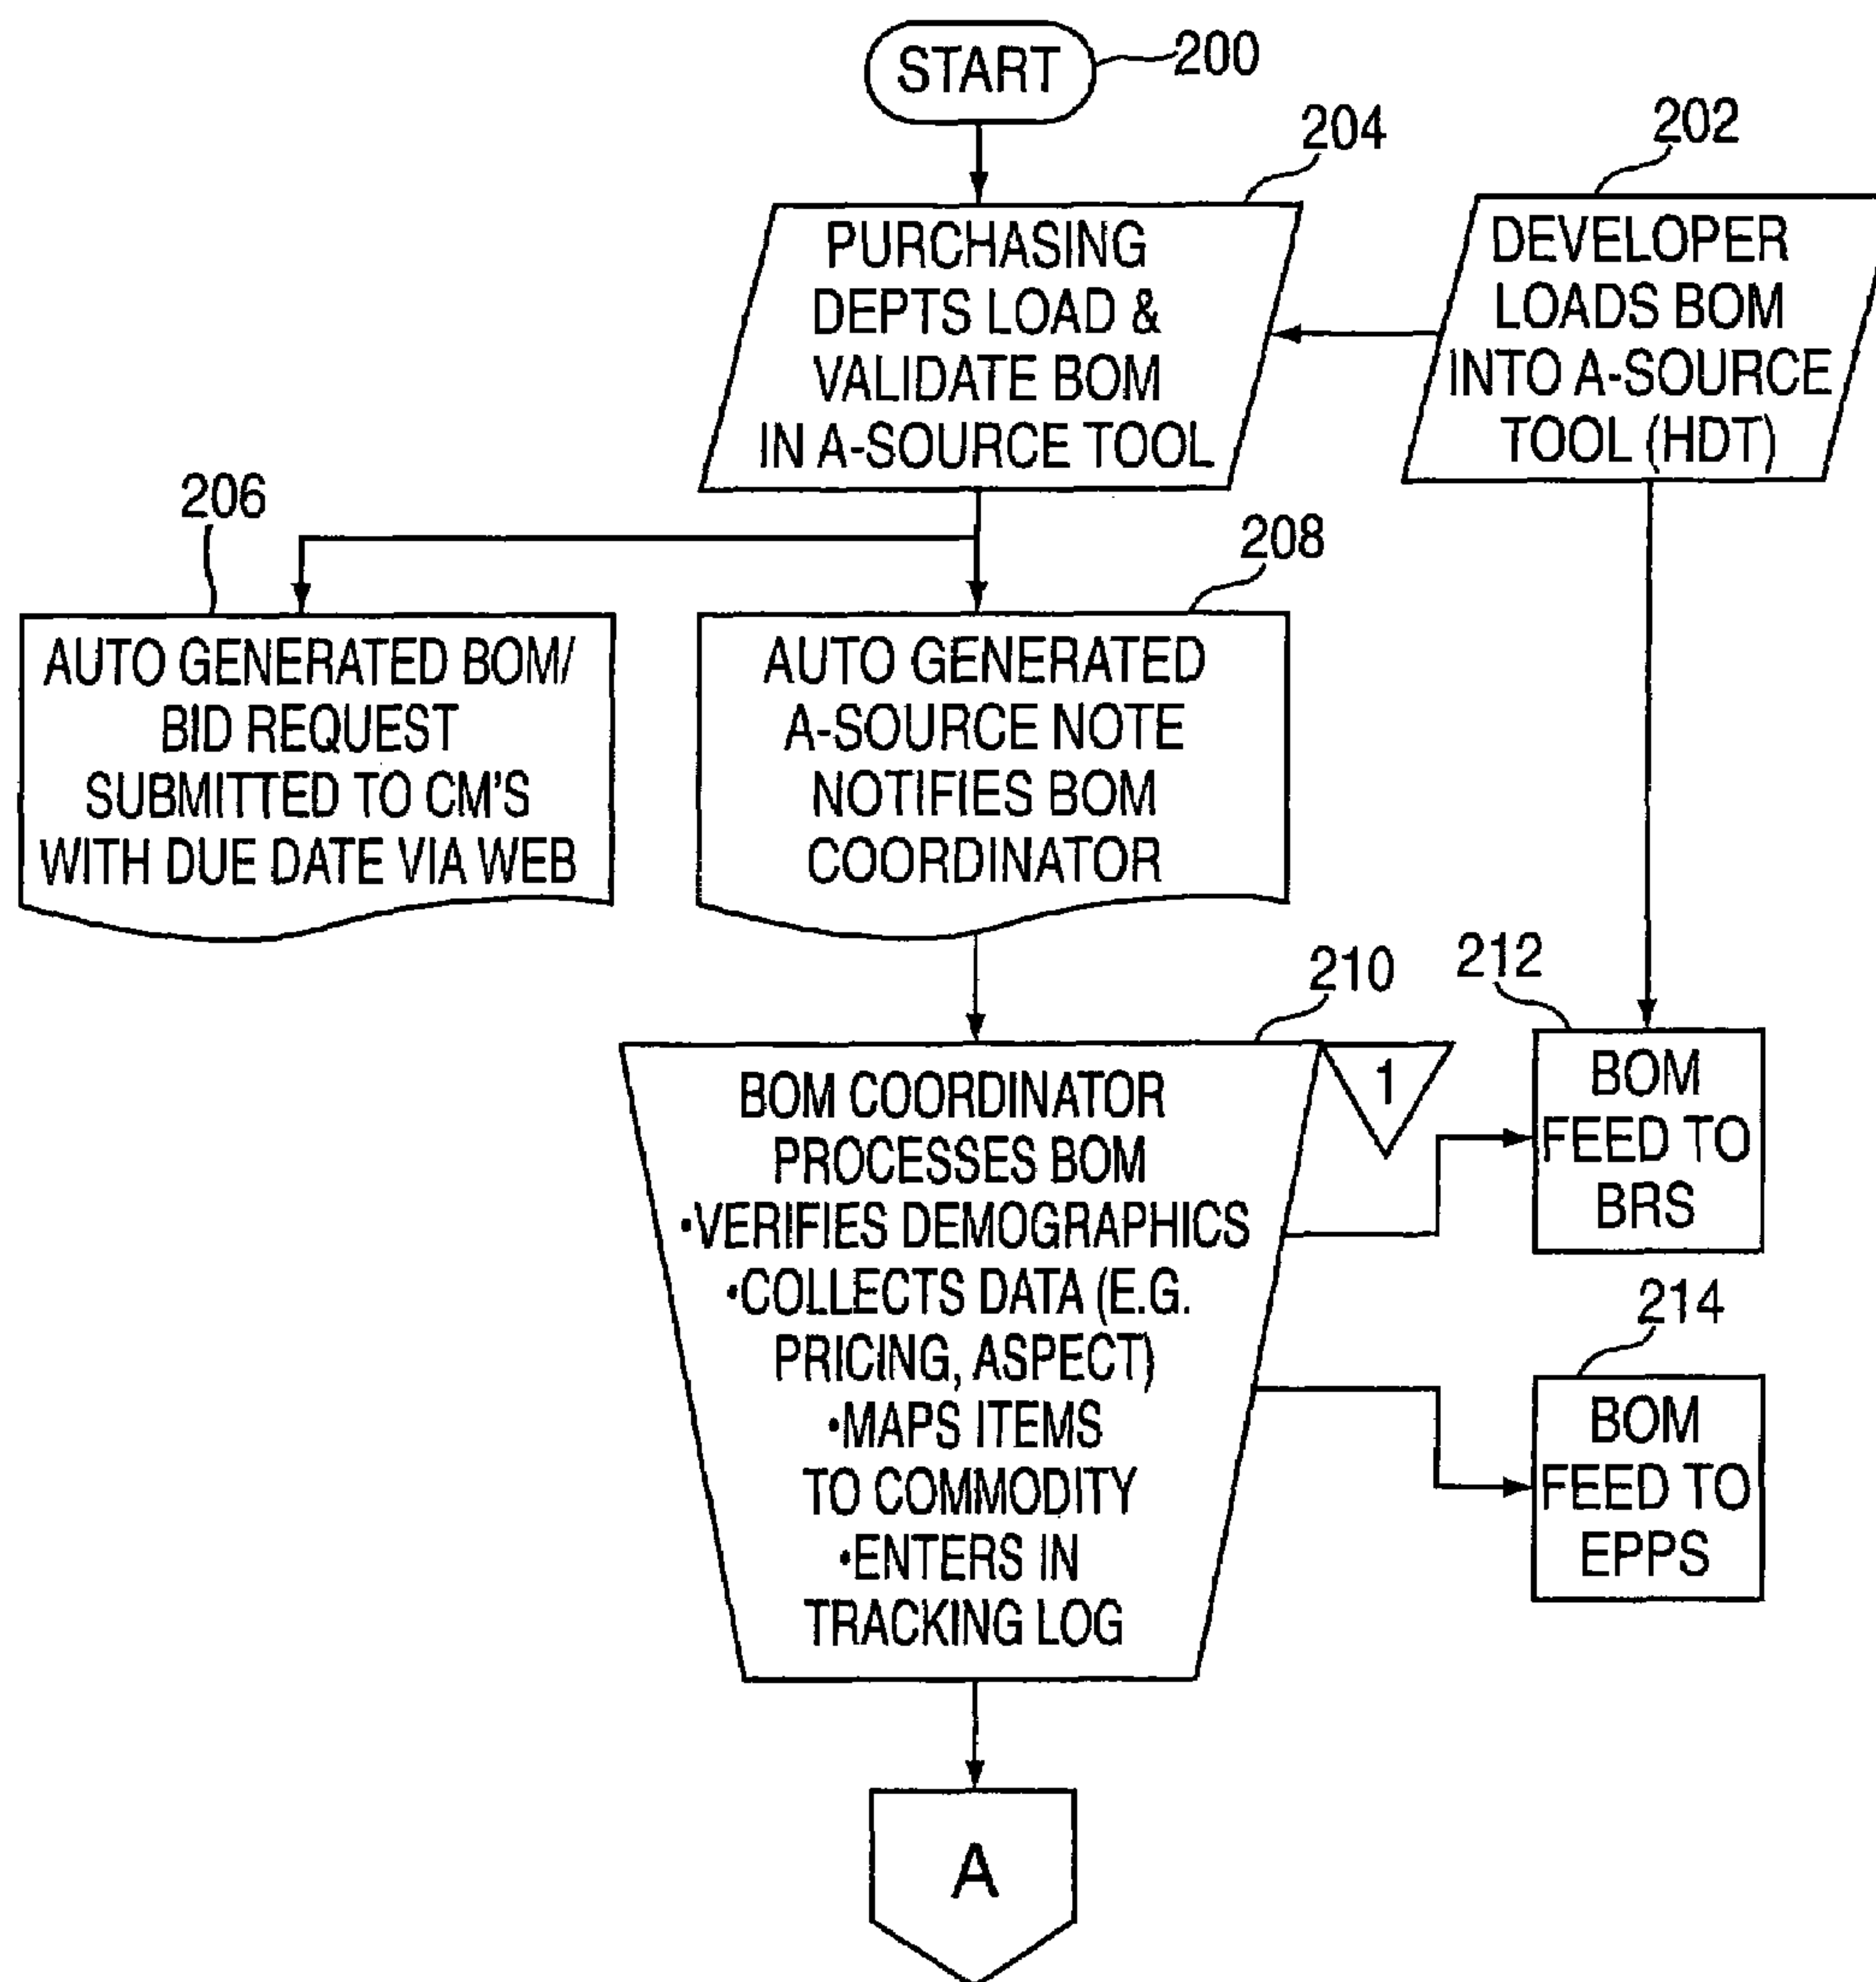 START
200
204
202
PURCHASING
DEPTS LOAD &
VALIDATE BOM
IN A-SOURCE TOOL
DEVELOPER
LOADS BOM
INTO A-SOURCE
TOOL (HDT)
206
208
AUTO GENERATED BOM/
BID REQUEST
SUBMITTED TO CM'S
WITH DUE DATE VIA WEB
AUTO GENERATED
A-SOURCE NOTE
NOTIFIES BOM
COORDINATOR
210
212
BOM COORDINATOR
PROCESSES BOM
•VERIFIES DEMOGRAPHICS
•COLLECTS DATA (E.G.
PRICING, ASPECT)
•MAPS ITEMS
TO COMMODITY
•ENTERS IN
TRACKING LOG
1
BOM
FEED TO
BRS
214
BOM
FEED TO
EPPS
A